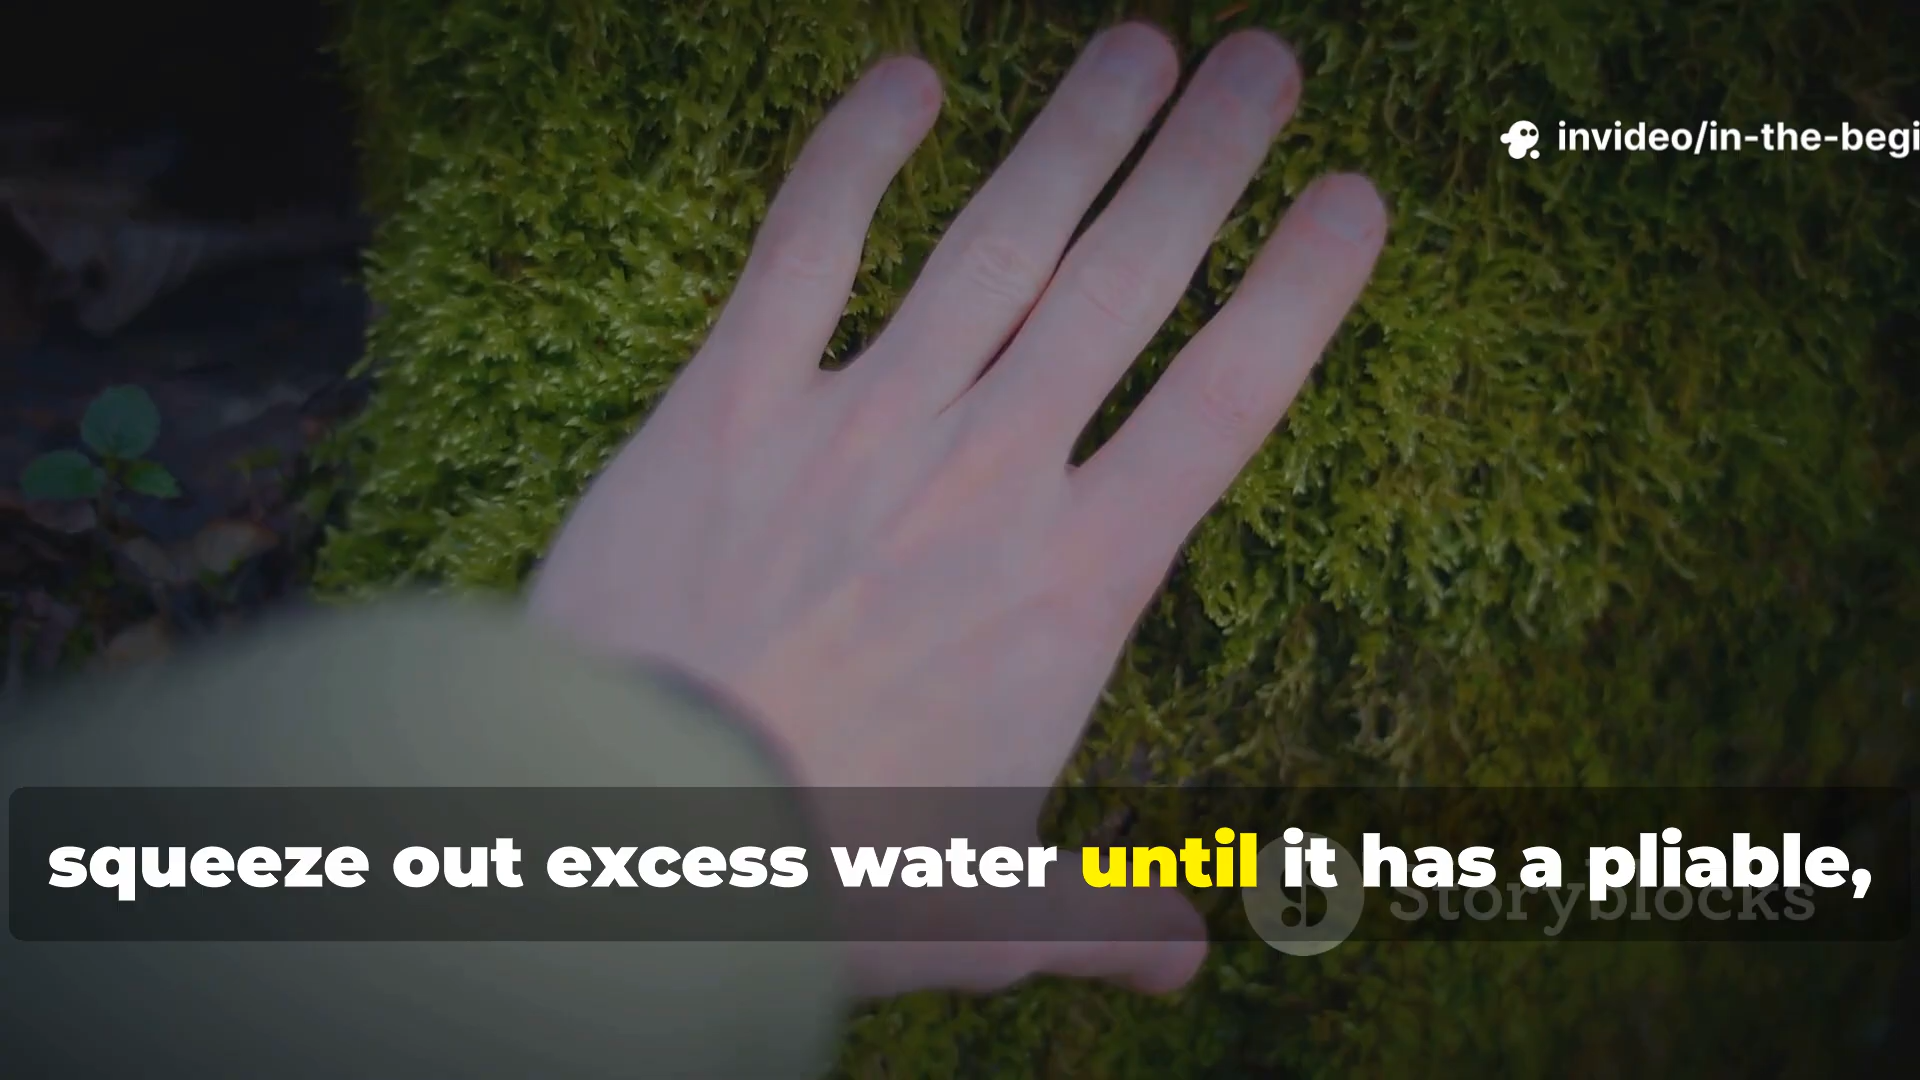 invideo/in-the-begi
squeeze out excess water until it has a pliable,
Storyblocks